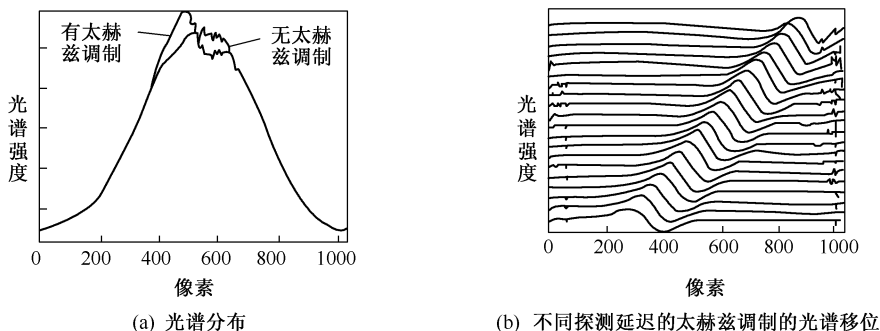 有太赫
兹调制
无太赫
兹调制
光谱强度
0 200 400 600 800 1000
像素
(a) 光谱分布
光谱强度
0 200 400 600 800 1000
像素
(b) 不同探测延迟的太赫兹调制的光谱移位